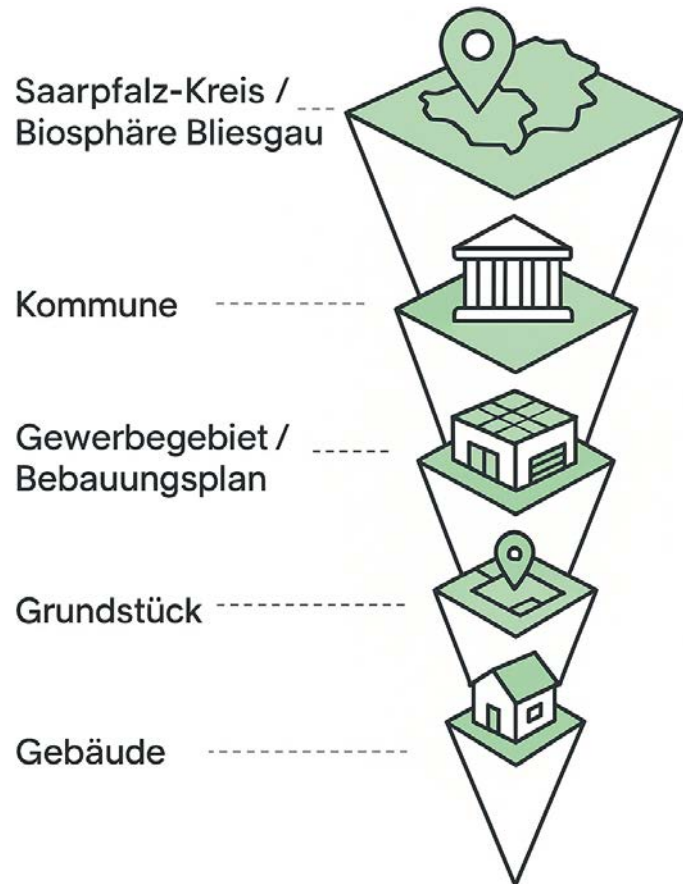 Saarpfalz-Kreis /
Biosphäre Bliesgau
Kommune
Gewerbegebiet /
Bebauungsplan
Grundstück
Gebäude